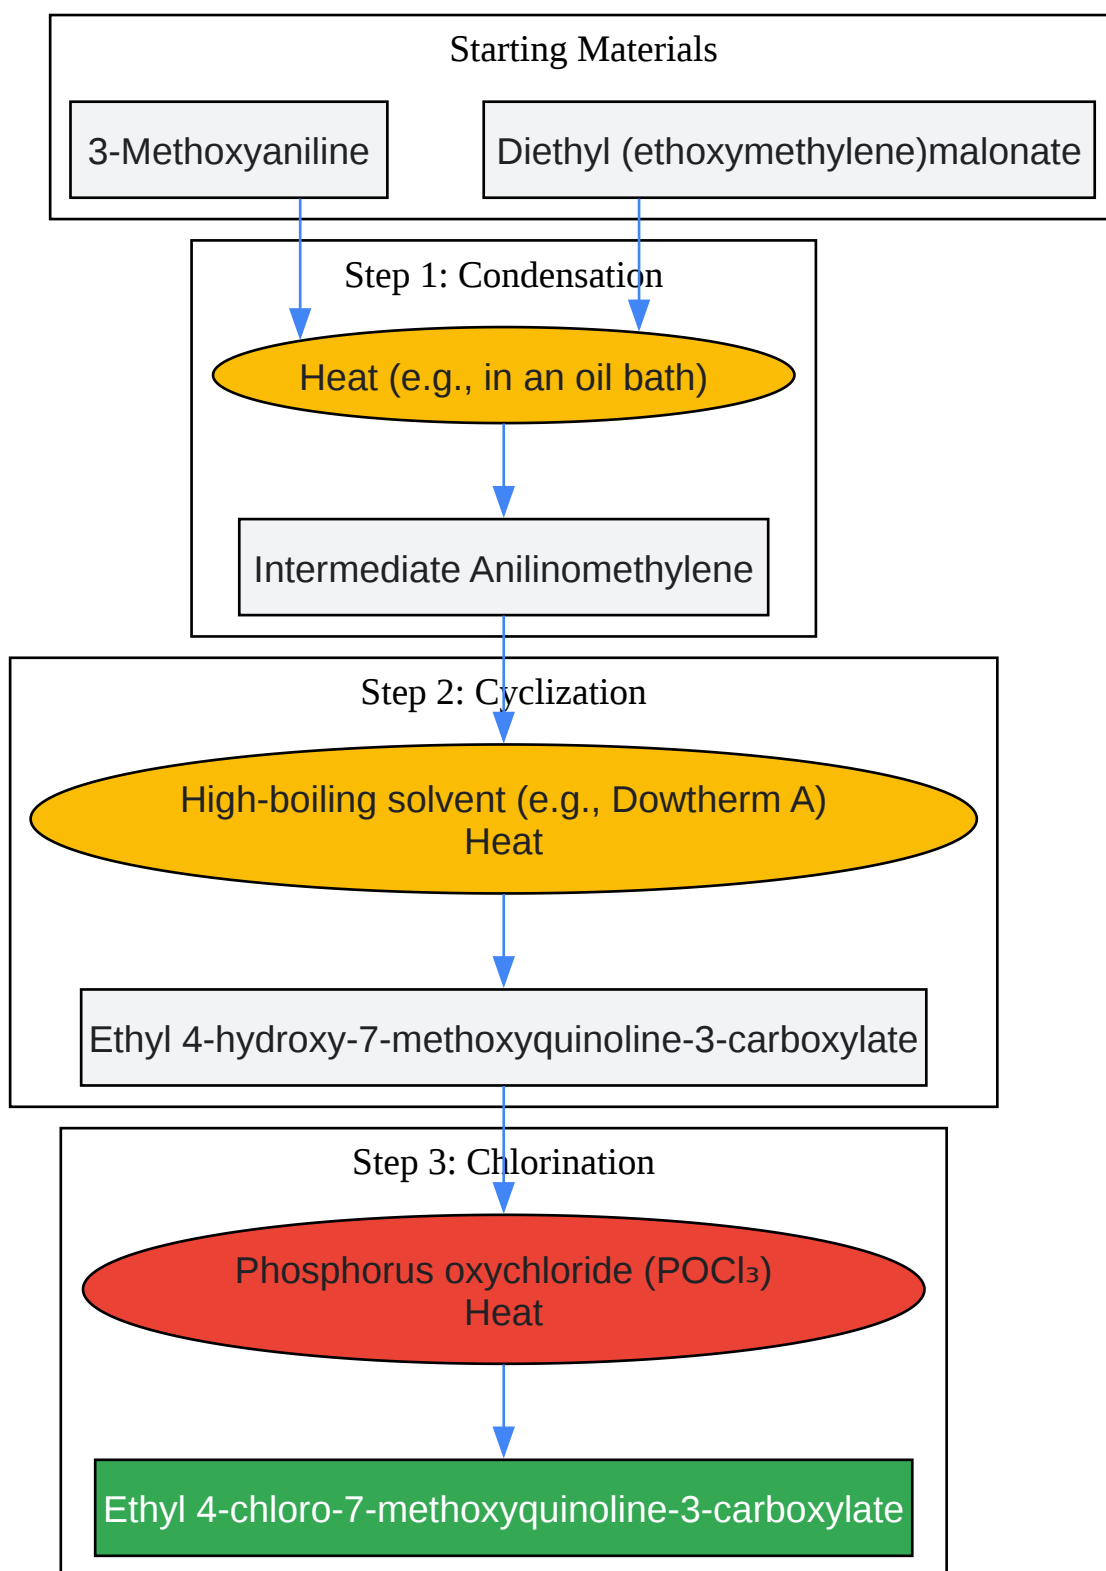 Starting Materials
3-Methoxyaniline
Diethyl (ethoxymethylene)malonate
Step 1: Condensation
Heat (e.g., in an oil bath)
Intermediate Anilinomethylene
Step 2: Cyclization
High-boiling solvent (e.g., Dowtherm A)
Heat
Ethyl 4-hydroxy-7-methoxyquinoline-3-carboxylate
Step 3: Chlorination
Phosphorus oxychloride (POCl₃)
Heat
Ethyl 4-chloro-7-methoxyquinoline-3-carboxylate